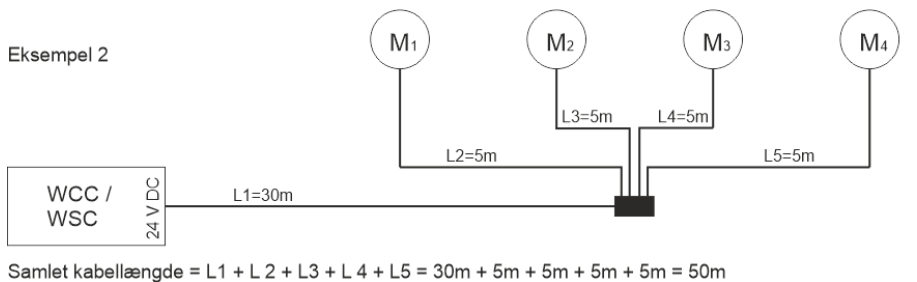 Eksempel 2
M1
M2
M3
M4
L3=5m
L4=5m
L2=5m
L5=5m
WCC /
WSC
24 V DC
L1=30m
Samlet kabellængde = L1 + L 2 + L3 + L 4 + L5 = 30m + 5m + 5m + 5m + 5m = 50m